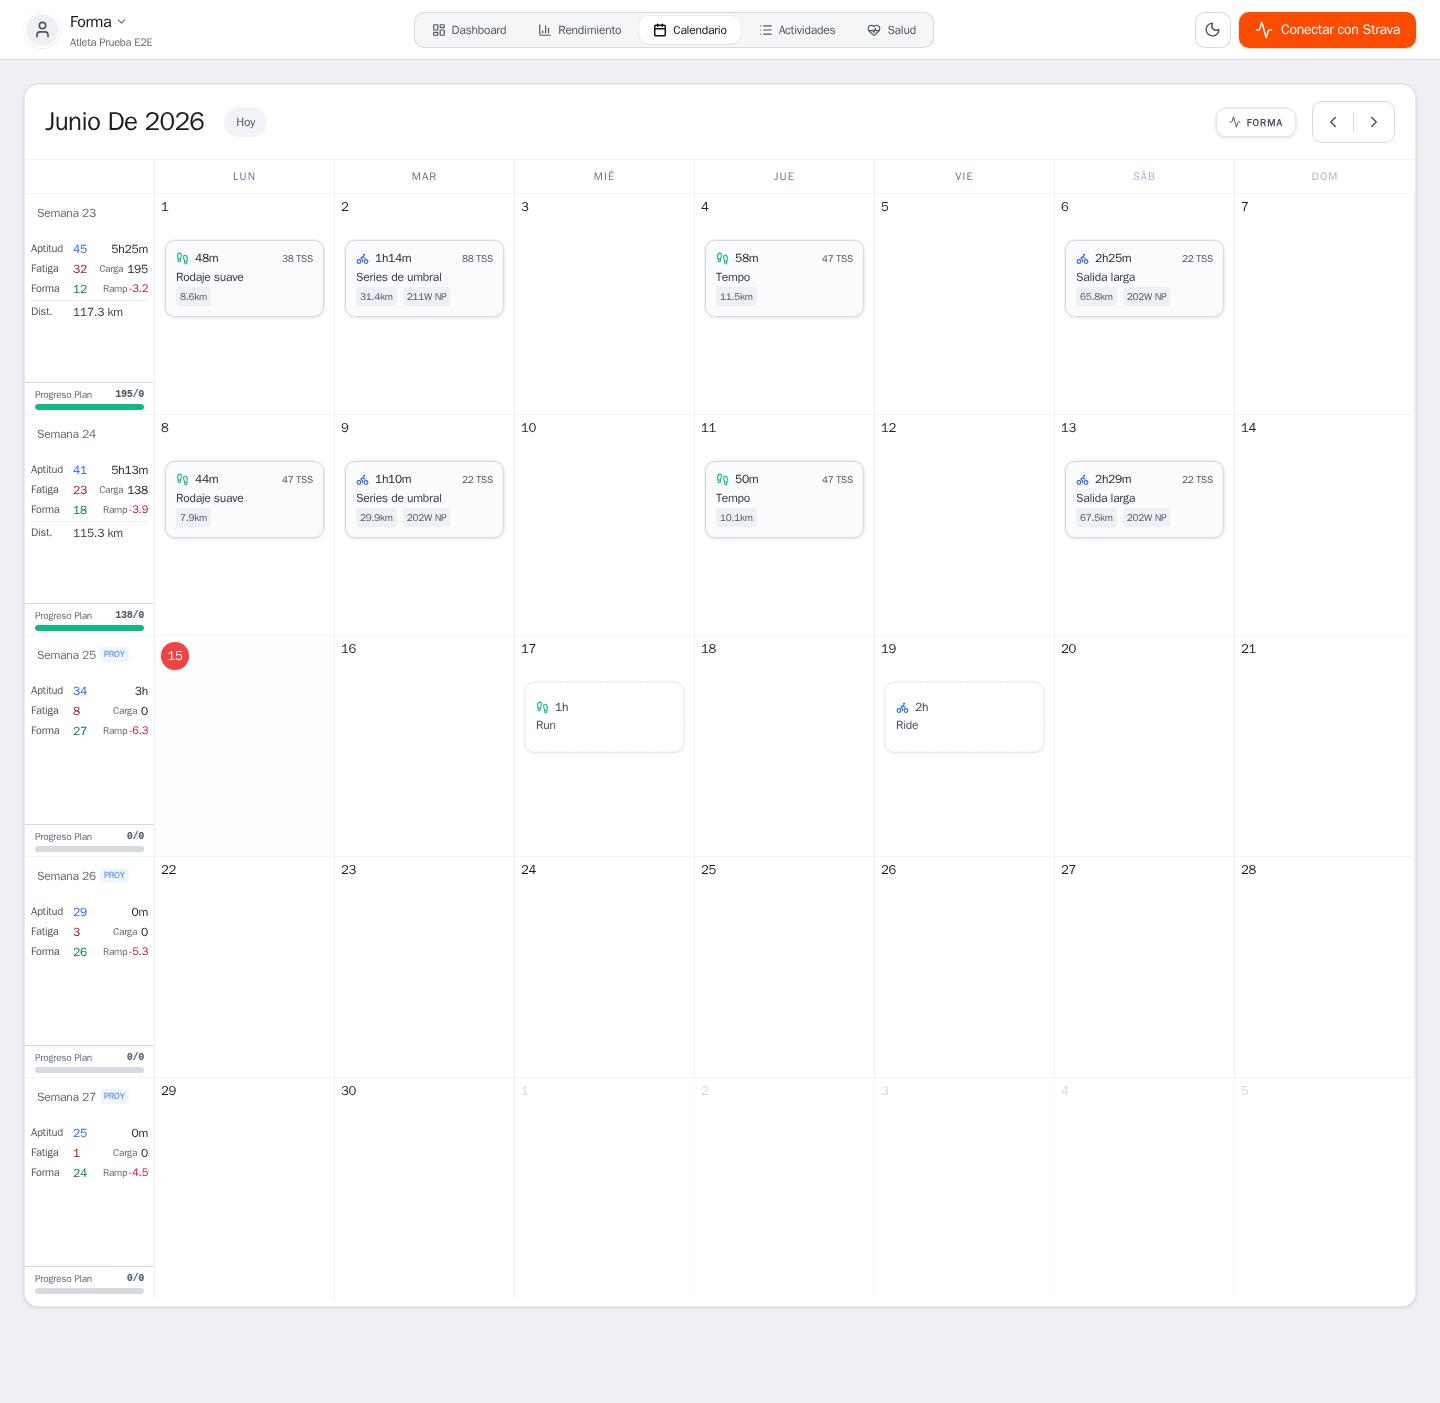 Forma
Atleta Prueba E2E
Dashboard
Rendimiento
Calendario
Actividades
Salud
Conectar con Strava
Junio De 2026
Hoy
FORMA
LUN MAR MIÉ JUE VIE SÁB DOM
Semana 23
Aptitud 45 5h25m
Fatiga 32 Carga 195
Forma 12 Ramp -3.2
Dist. 117.3 km
Progreso Plan 195/0
1
48m 38 TSS
Rodaje suave
8.6km
2
1h14m 88 TSS
Series de umbral
31.4km 211W NP
3
4
58m 47 TSS
Tempo
11.5km
5
6
2h25m 22 TSS
Salida larga
65.8km 202W NP
7
Semana 24
Aptitud 41 5h13m
Fatiga 23 Carga 138
Forma 18 Ramp -3.9
Dist. 115.3 km
Progreso Plan 138/0
8
44m 47 TSS
Rodaje suave
7.9km
9
1h10m 22 TSS
Series de umbral
29.9km 202W NP
10
11
50m 47 TSS
Tempo
10.1km
12
13
2h29m 22 TSS
Salida larga
67.5km 202W NP
14
Semana 25 PROY
Aptitud 34 3h
Fatiga 8 Carga 0
Forma 27 Ramp -6.3
Progreso Plan 0/0
15
16
17
1h
Run
18
19
2h
Ride
20
21
Semana 26 PROY
Aptitud 29 0m
Fatiga 3 Carga 0
Forma 26 Ramp -5.3
Progreso Plan 0/0
22
23
24
25
26
27
28
Semana 27 PROY
Aptitud 25 0m
Fatiga 1 Carga 0
Forma 24 Ramp -4.5
Progreso Plan 0/0
29
30
1
2
3
4
5